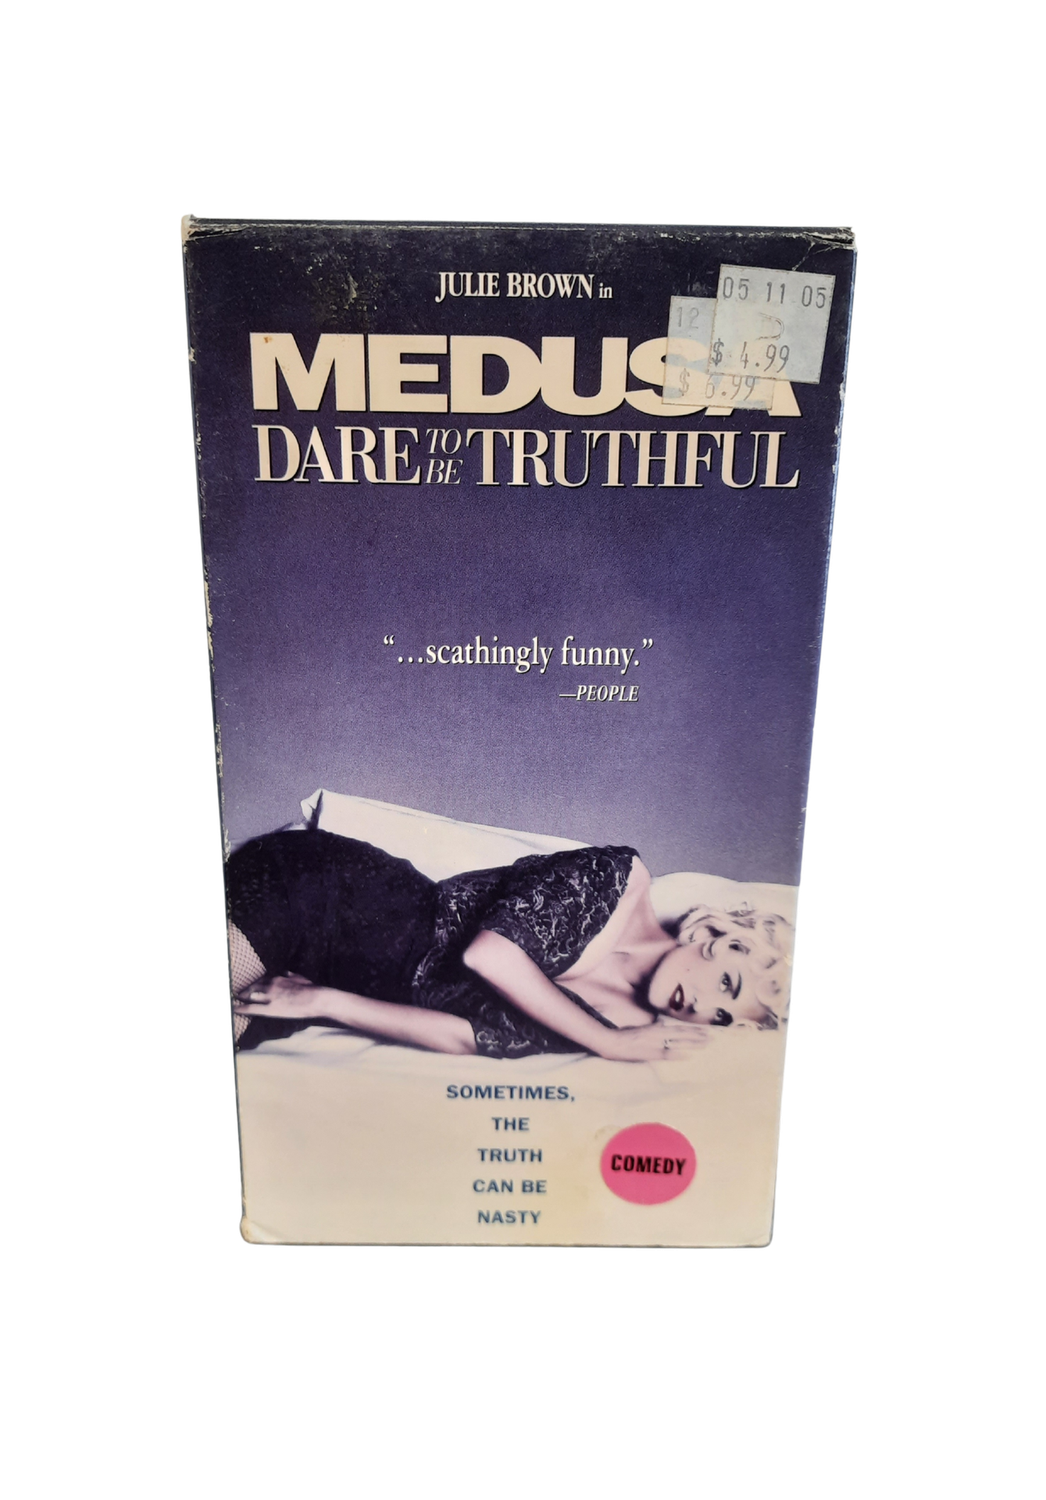 JULIE BROWN in
05 11 05
12
$ 4.99
$ 6.99
MEDUSA
DARE TO BE TRUTHFUL
“...scathingly funny.”
—PEOPLE
SOMETIMES,
THE
TRUTH
CAN BE
NASTY
COMEDY